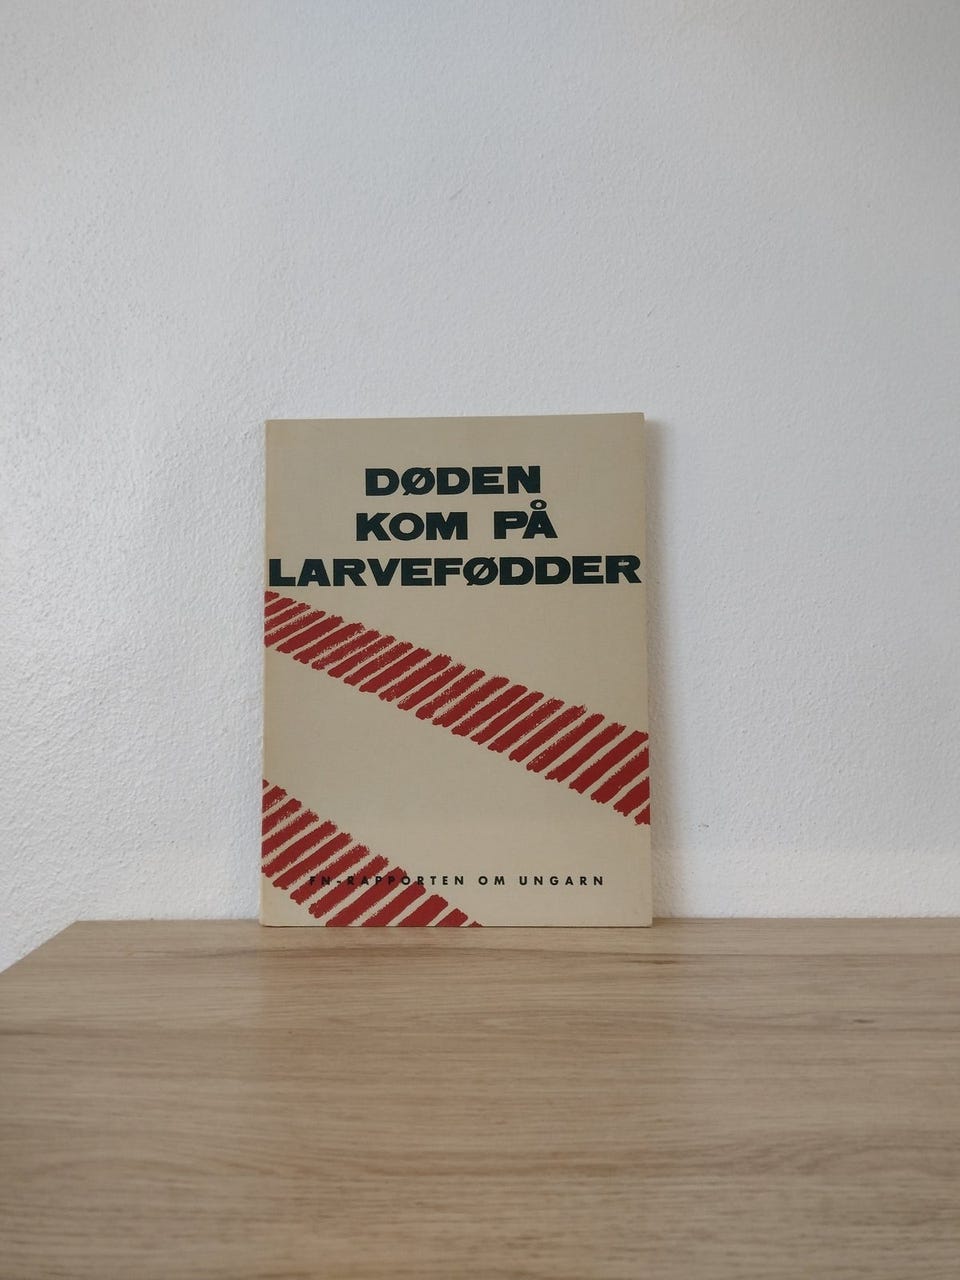 DØDEN
KOM PÅ
LARVEFØDDER
FN-RAPPORTEN OM UNGARN